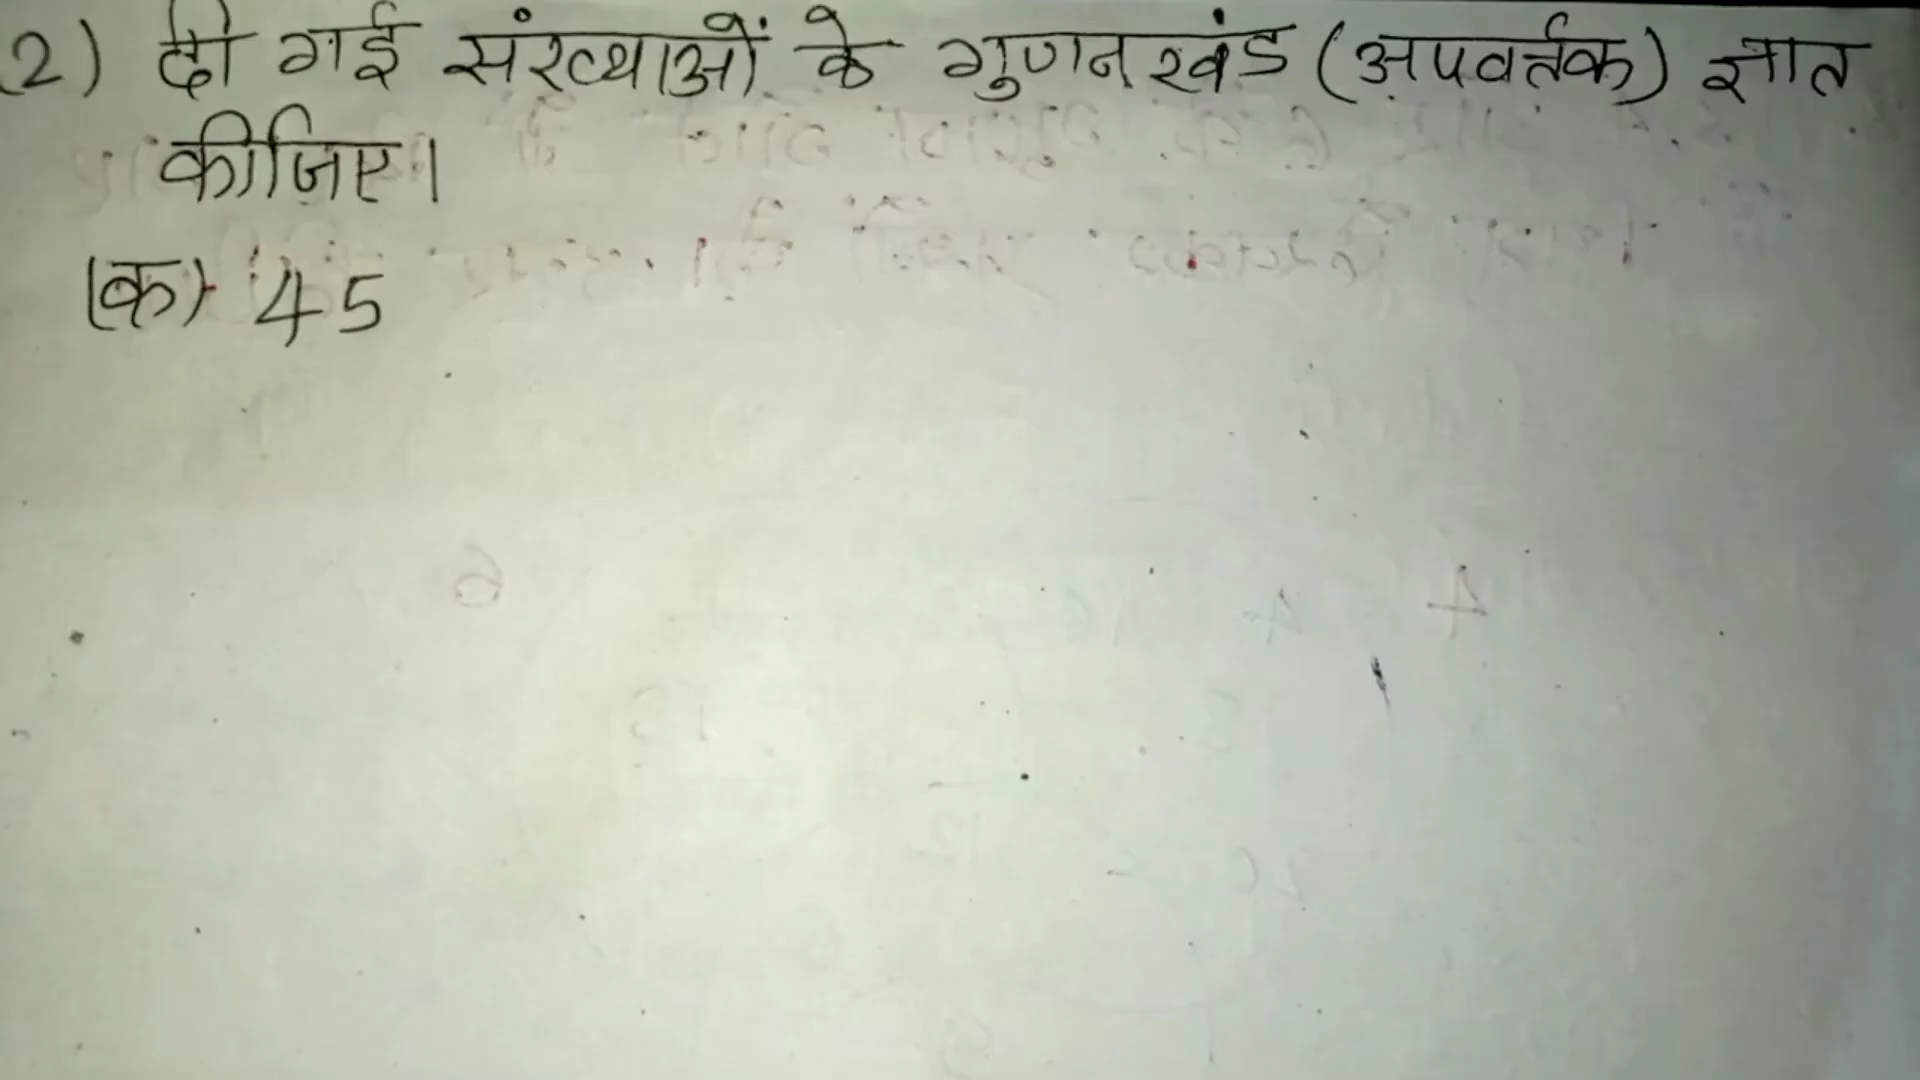 2) दी गई संख्याओं के गुणनखंड (अपवर्तक) ज्ञात
कीजिए।
(क) 45